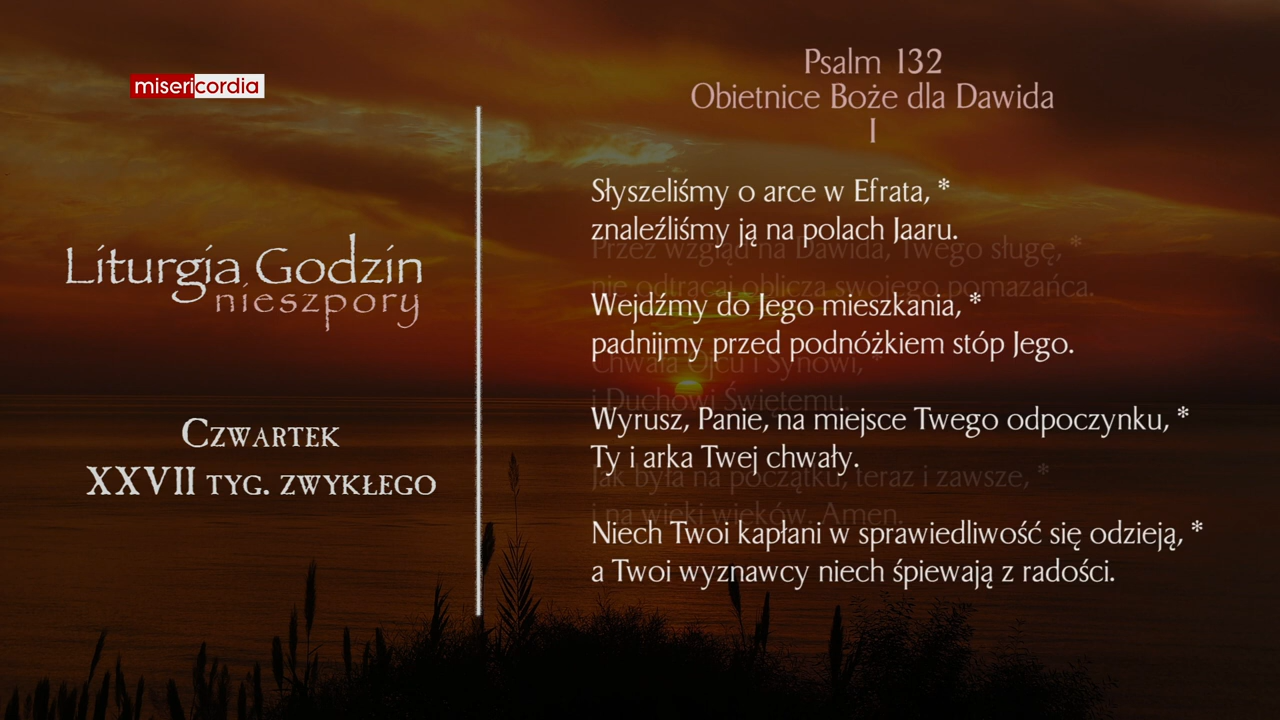 misericordia
Liturgia Godzin
nieszpory
Czwartek
XXVII tyg. zwykłego
Psalm 132
Obietnice Boże dla Dawida
I
Słyszeliśmy o arce w Efrata, *
znaleźliśmy ją na polach Jaaru.
Przez wzgląd na Dawida, Twego sługę, *
nie odtrącaj oblicza swojego pomazańca.
Wejdźmy do Jego mieszkania, *
padnijmy przed podnóżkiem stóp Jego.
Chwała Ojcu i Synowi, *
i Duchowi Świętemu.
Wyrusz, Panie, na miejsce Twego odpoczynku, *
Ty i arka Twej chwały.
Jak była na początku, teraz i zawsze, *
i na wieki wieków. Amen.
Niech Twoi kapłani w sprawiedliwość się odzieją, *
a Twoi wyznawcy niech śpiewają z radości.